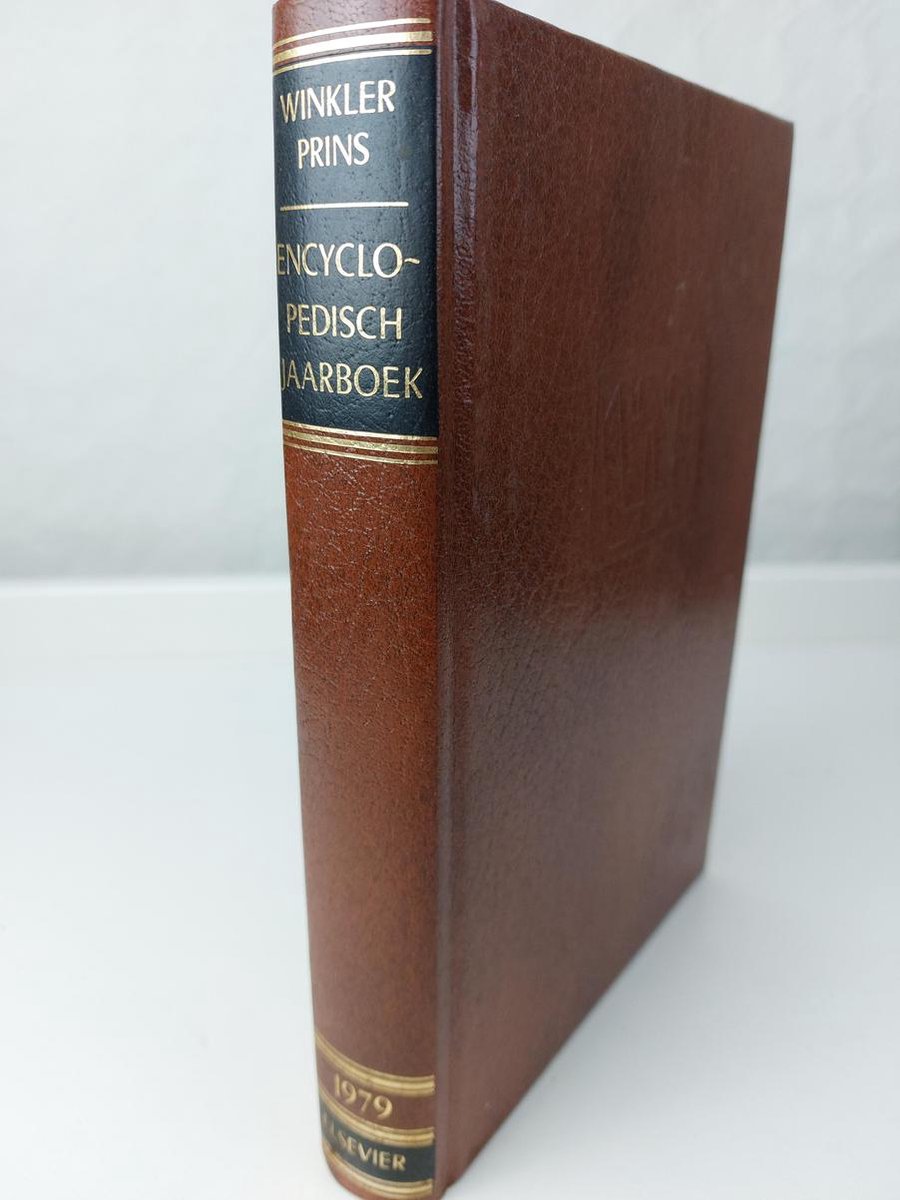 WINKLER
PRINS
ENCYCLO-
PEDISCH
JAARBOEK
1979
ELSEVIER